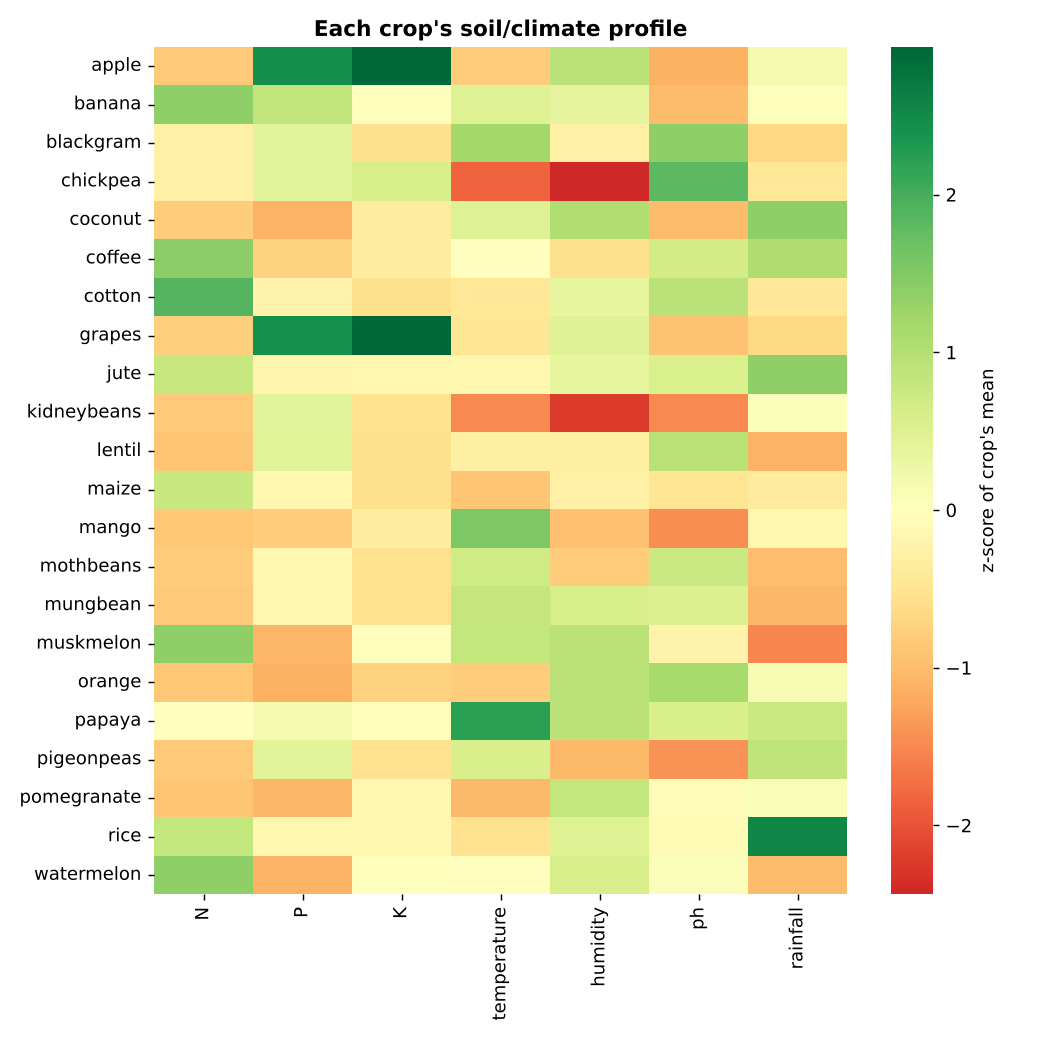 Each crop's soil/climate profile
apple
banana
blackgram
chickpea
coconut
coffee
cotton
grapes
jute
kidneybeans
lentil
maize
mango
mothbeans
mungbean
muskmelon
orange
papaya
pigeonpeas
pomegranate
rice
watermelon
N
P
K
temperature
humidity
ph
rainfall
2
1
0
−1
−2
z-score of crop's mean